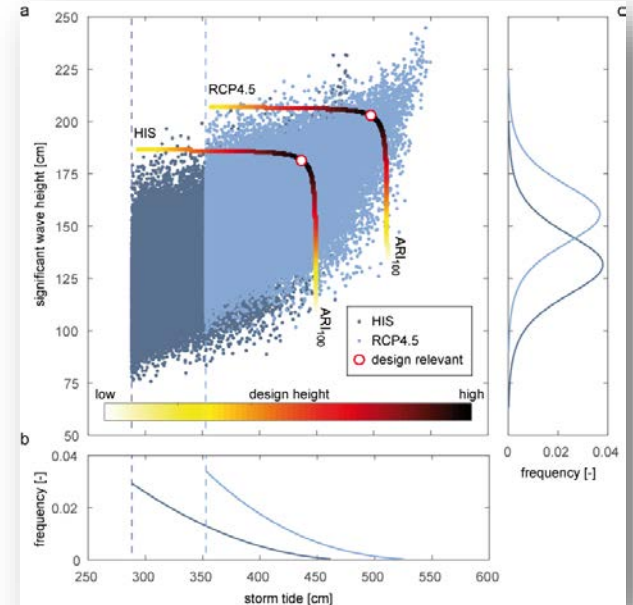 a
c
250
225
200
175
150
125
100
75
50
significant wave height [cm]
HIS
RCP4.5
ARI100
ARI100
HIS
RCP4.5
design relevant
low design height high
0 0.02 0.04
frequency [-]
b
0.04
0.02
0
frequency [-]
250 300 350 400 450 500 550 600
storm tide [cm]